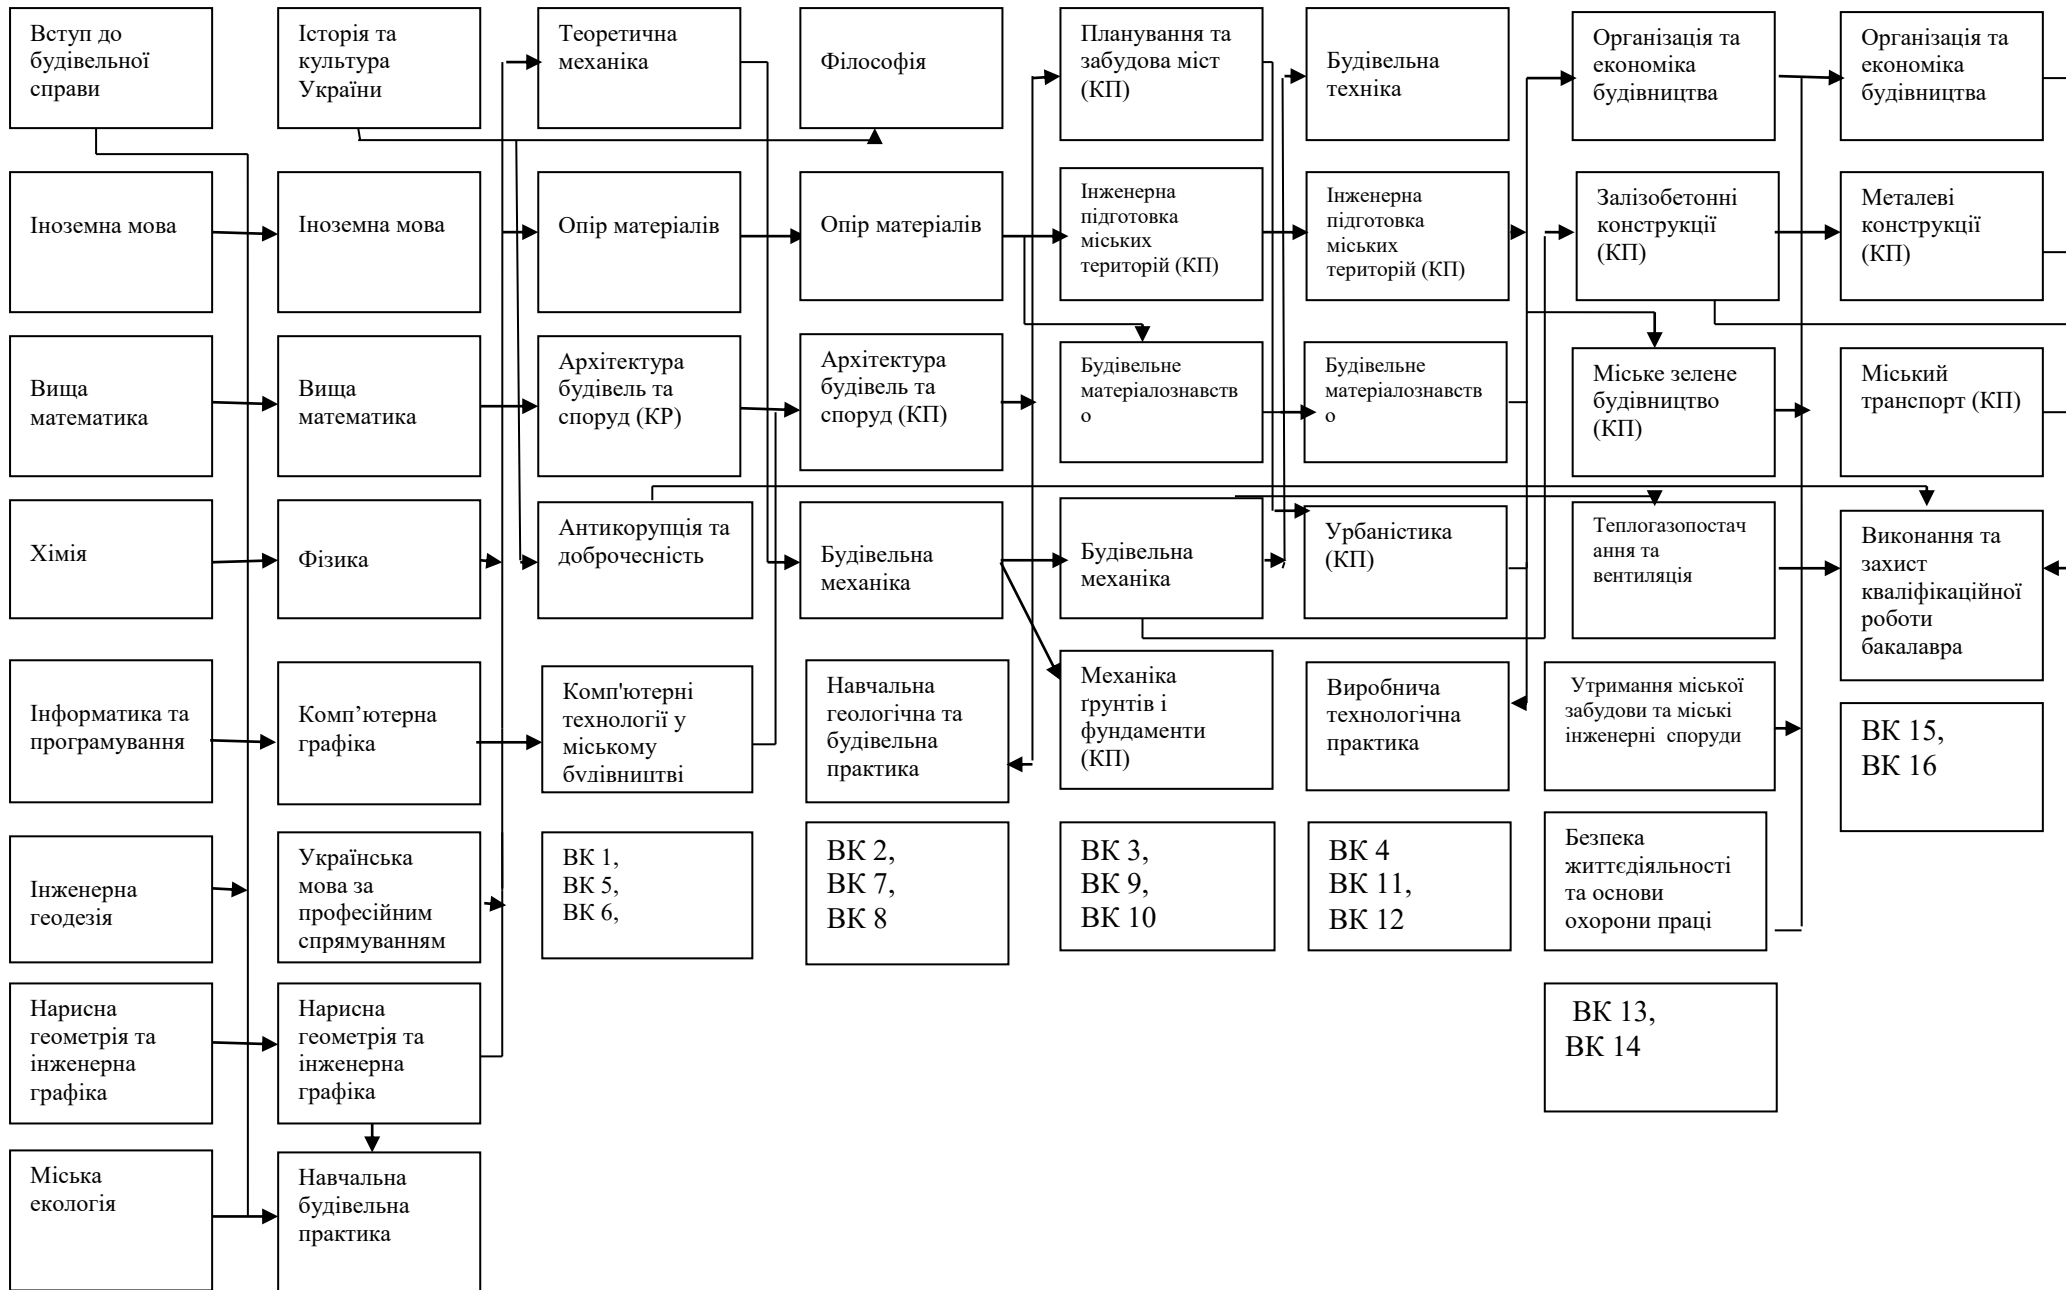 Вступ до
будівельної
справи
Історія та
культура
України
Теоретична
механіка
Філософія
Планування та
забудова міст
(КП)
Будівельна
техніка
Організація та
економіка
будівництва
Організація та
економіка
будівництва
Іноземна мова
Іноземна мова
Опір матеріалів
Опір матеріалів
Інженерна
підготовка
міських
територій (КП)
Інженерна
підготовка
міських
територій (КП)
Залізобетонні
конструкції
(КП)
Металеві
конструкції
(КП)
Вища
математика
Вища
математика
Архітектура
будівель та
споруд (КР)
Архітектура
будівель та
споруд (КП)
Будівельне
матеріалознавств
о
Будівельне
матеріалознавств
о
Міське зелене
будівництво
(КП)
Міський
транспорт (КП)
Хімія
Фізика
Антикорупція та
доброчесність
Будівельна
механіка
Будівельна
механіка
Урбаністика
(КП)
Теплогазопостач
ання та
вентиляція
Виконання та
захист
кваліфікаційної
роботи
бакалавра
Інформатика та
програмування
Комп’ютерна
графіка
Комп'ютерні
технології у
міському
будівництві
Навчальна
геологічна та
будівельна
практика
Механіка
ґрунтів і
фундаменти
(КП)
Виробнича
технологічна
практика
Утримання міської
забудови та міські
інженерні споруди
ВК 15,
ВК 16
Інженерна
геодезія
Українська
мова за
професійним
спрямуванням
ВК 1,
ВК 5,
ВК 6,
ВК 2,
ВК 7,
ВК 8
ВК 3,
ВК 9,
ВК 10
ВК 4
ВК 11,
ВК 12
Безпека
життєдіяльності
та основи
охорони праці
Нарисна
геометрія та
інженерна
графіка
Нарисна
геометрія та
інженерна
графіка
ВК 13,
ВК 14
Міська
екологія
Навчальна
будівельна
практика